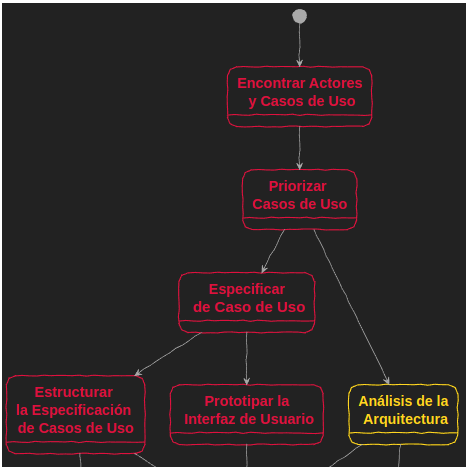 Encontrar Actores
y Casos de Uso
Priorizar
Casos de Uso
Especificar
de Caso de Uso
Estructurar
la Especificación
de Casos de Uso
Prototipar la
Interfaz de Usuario
Análisis de la
Arquitectura